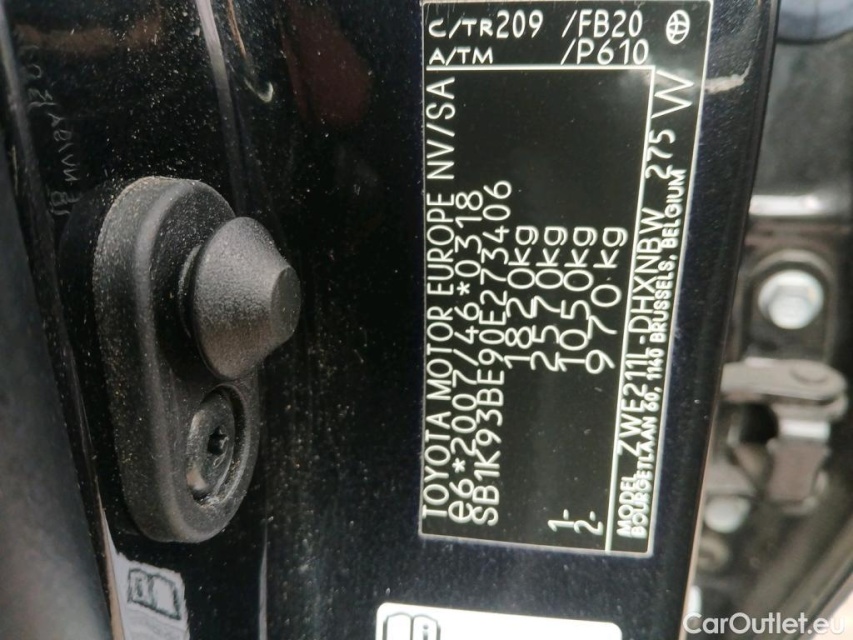 C/TR209 /FB20
A/TM /P610
TOYOTA MOTOR EUROPE NV/SA
e6*2007/46*0318
SB1K93BE90E273406
1820kg
2570kg
1- 1050kg
2- 970kg
MODEL ZWE211L-DHXNBW 275 W
BOURGETLAAN 60, 1140 BRUSSELS, BELGIUM
CarOutlet.eu